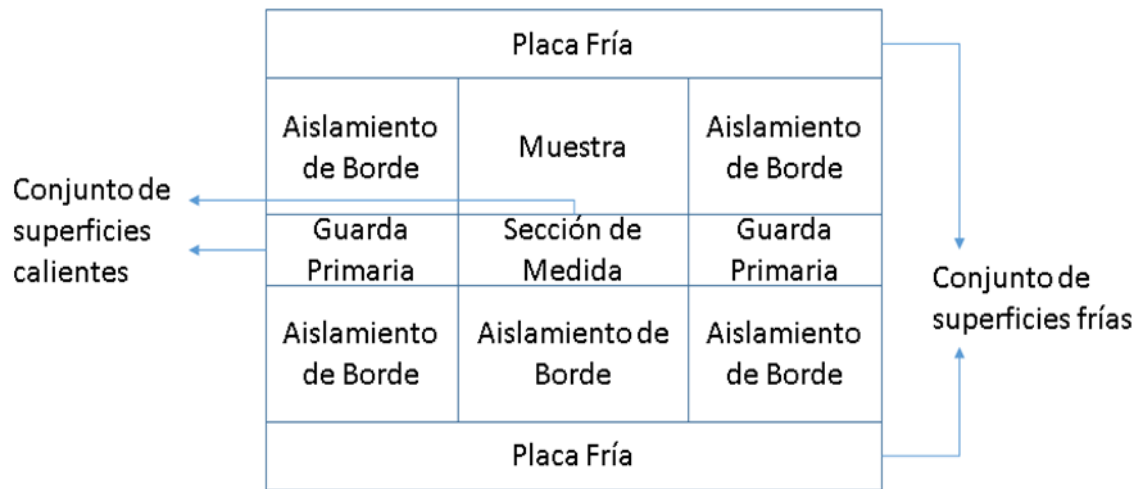 Placa Fría
Aislamiento
de Borde
Muestra
Aislamiento
de Borde
Conjunto de
superficies
calientes
Guarda
Primaria
Sección de
Medida
Guarda
Primaria
Conjunto de
superficies frías
Aislamiento
de Borde
Aislamiento de
Borde
Aislamiento
de Borde
Placa Fría